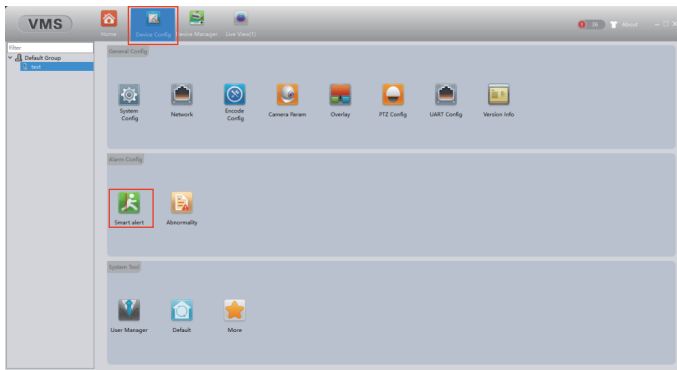 VMS
Home
Device Config
Device Manager
Live View(1)
26
About
Filter
Default Group
test
General Config
System
Config
Network
Encode
Config
Camera Param
Overlay
PTZ Config
UART Config
Version Info
Alarm Config
Smart alert
Abnormality
System Tool
User Manager
Default
More